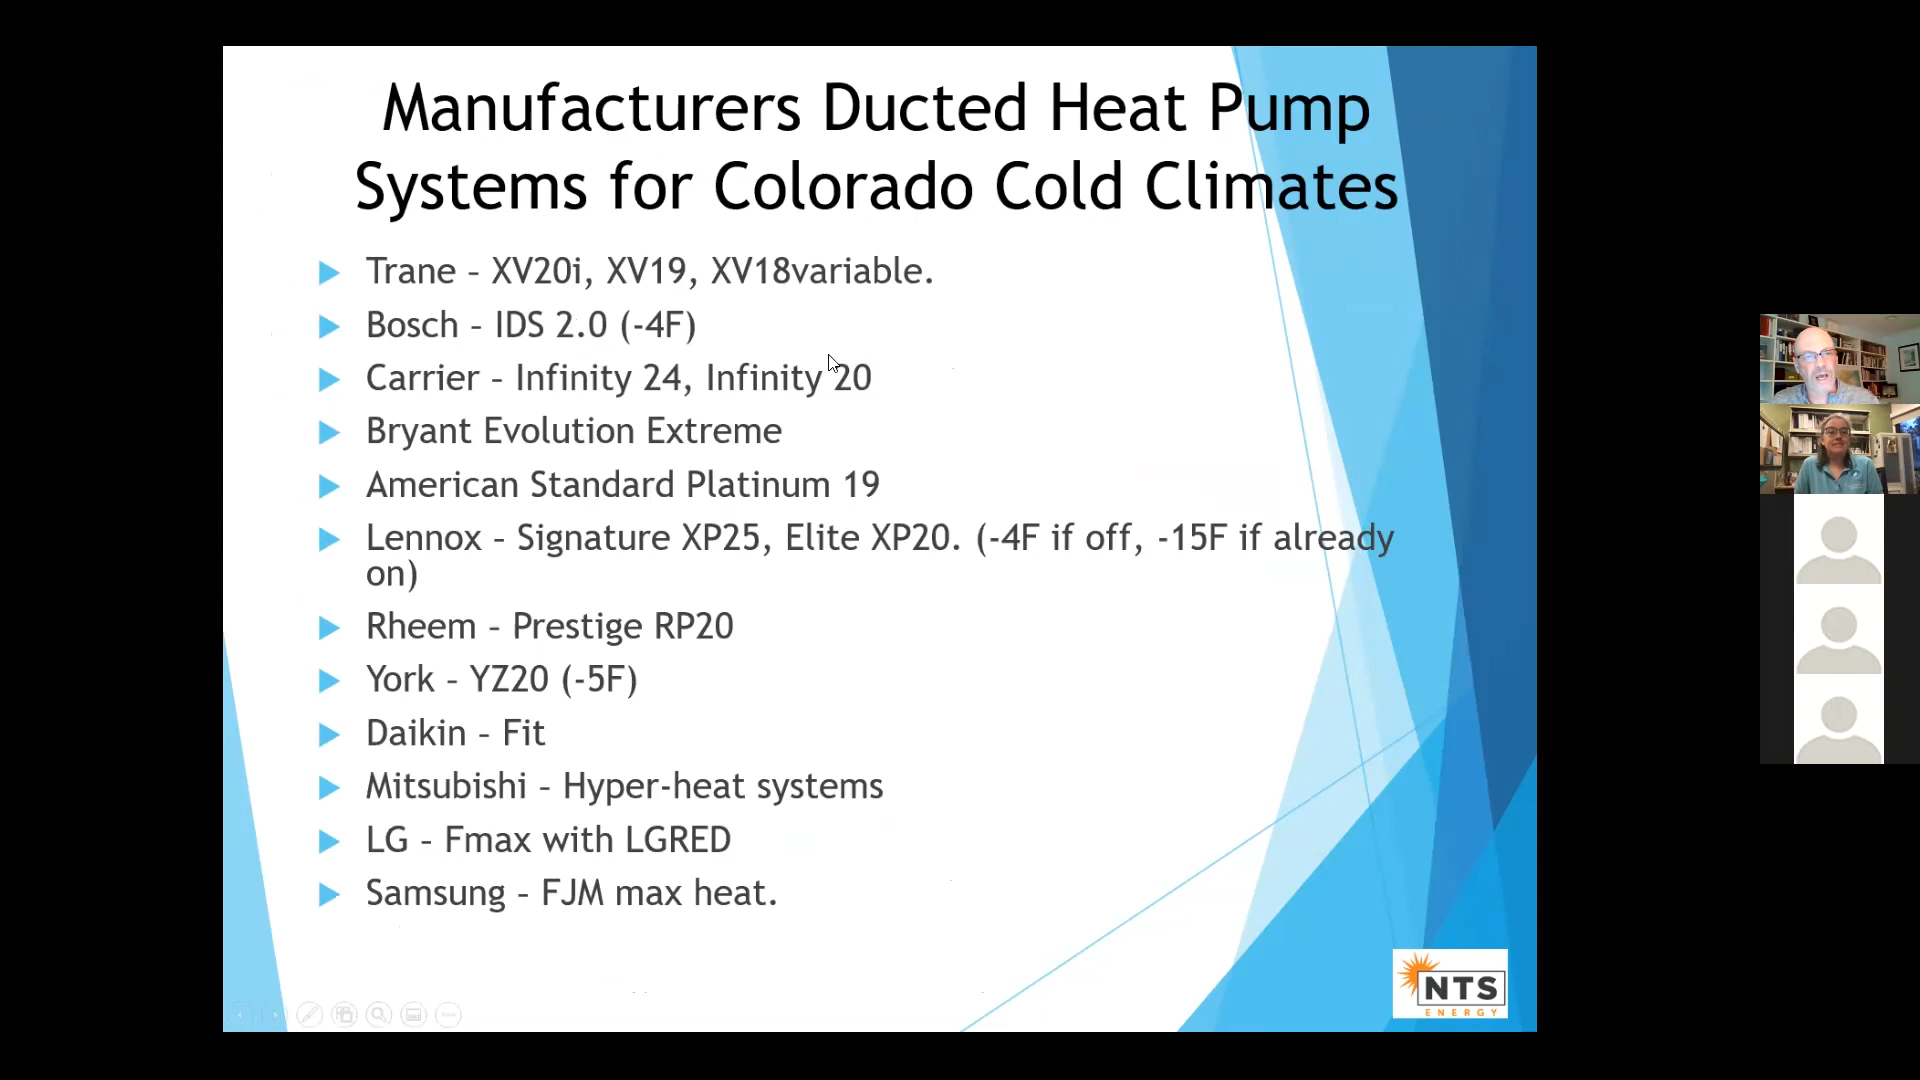 Manufacturers Ducted Heat Pump
Systems for Colorado Cold Climates
Trane – XV20i, XV19, XV18variable.
Bosch – IDS 2.0 (-4F)
Carrier – Infinity 24, Infinity 20
Bryant Evolution Extreme
American Standard Platinum 19
Lennox – Signature XP25, Elite XP20. (-4F if off, -15F if already
on)
Rheem – Prestige RP20
York – YZ20 (-5F)
Daikin – Fit
Mitsubishi – Hyper-heat systems
LG – Fmax with LGRED
Samsung – FJM max heat.
NTS
ENERGY